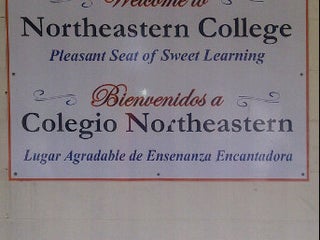 Welcome to
Northeastern College
Pleasant Seat of Sweet Learning
Bienvenidos a
Colegio Northeastern
Lugar Agradable de Ensenanza Encantadora